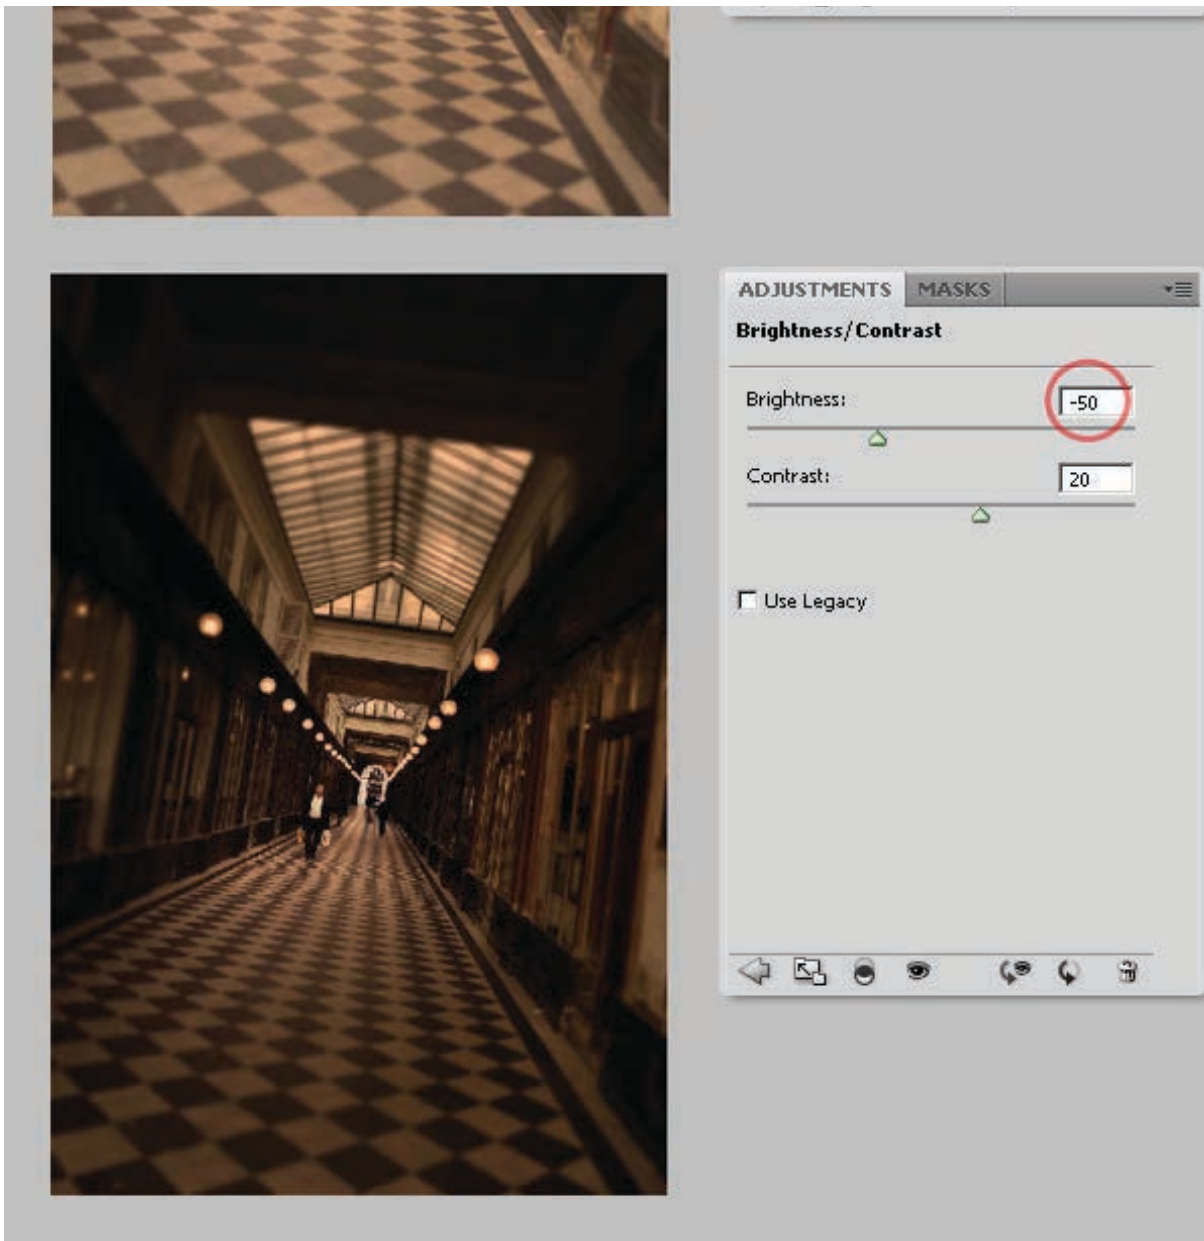 ADJUSTMENTS MASKS
Brightness/Contrast
Brightness: -50
Contrast: 20
Use Legacy